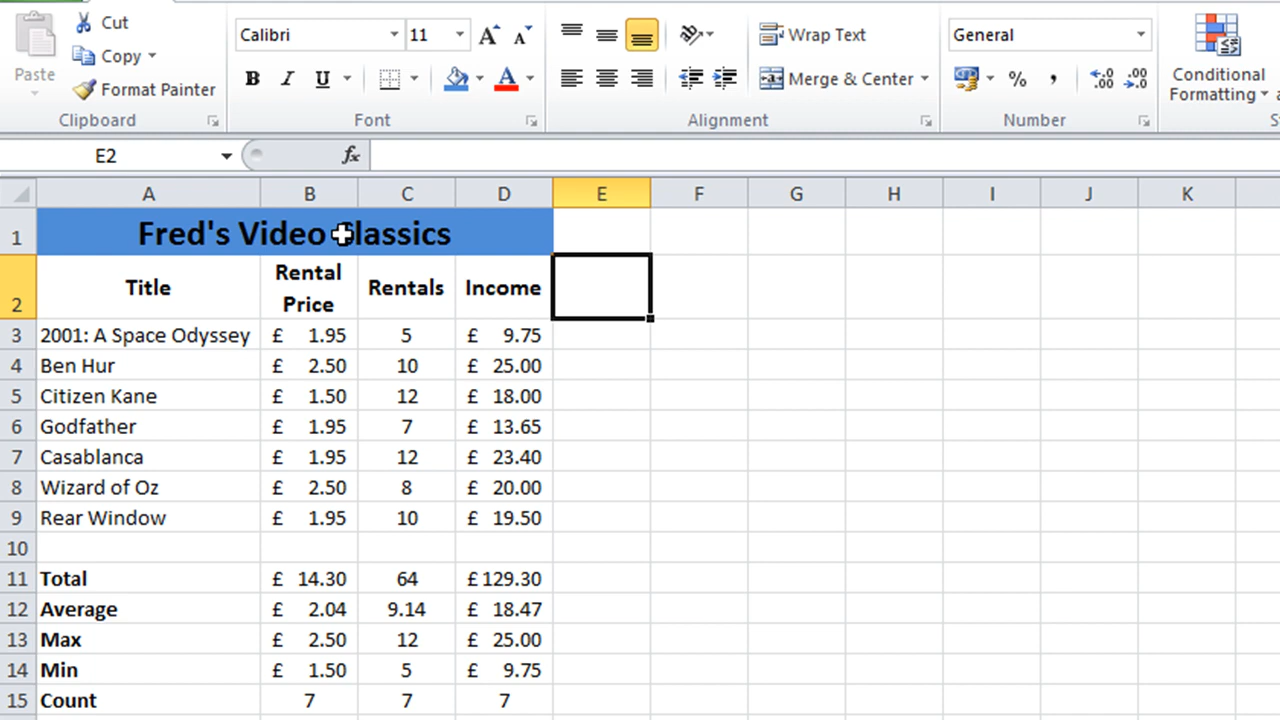 Cut
Copy
Format Painter
Paste
Clipboard
Calibri 11 A A
B I U A
Font
Wrap Text
Merge & Center
Alignment
General
% , .0 .00 .00 .0
Number
Conditional
Formatting
E2 fx
A B C D E F G H I J K
1 Fred's Video Classics
2 Title Rental Price Rentals Income
3 2001: A Space Odyssey £ 1.95 5 £ 9.75
4 Ben Hur £ 2.50 10 £ 25.00
5 Citizen Kane £ 1.50 12 £ 18.00
6 Godfather £ 1.95 7 £ 13.65
7 Casablanca £ 1.95 12 £ 23.40
8 Wizard of Oz £ 2.50 8 £ 20.00
9 Rear Window £ 1.95 10 £ 19.50
10
11 Total £ 14.30 64 £129.30
12 Average £ 2.04 9.14 £ 18.47
13 Max £ 2.50 12 £ 25.00
14 Min £ 1.50 5 £ 9.75
15 Count 7 7 7